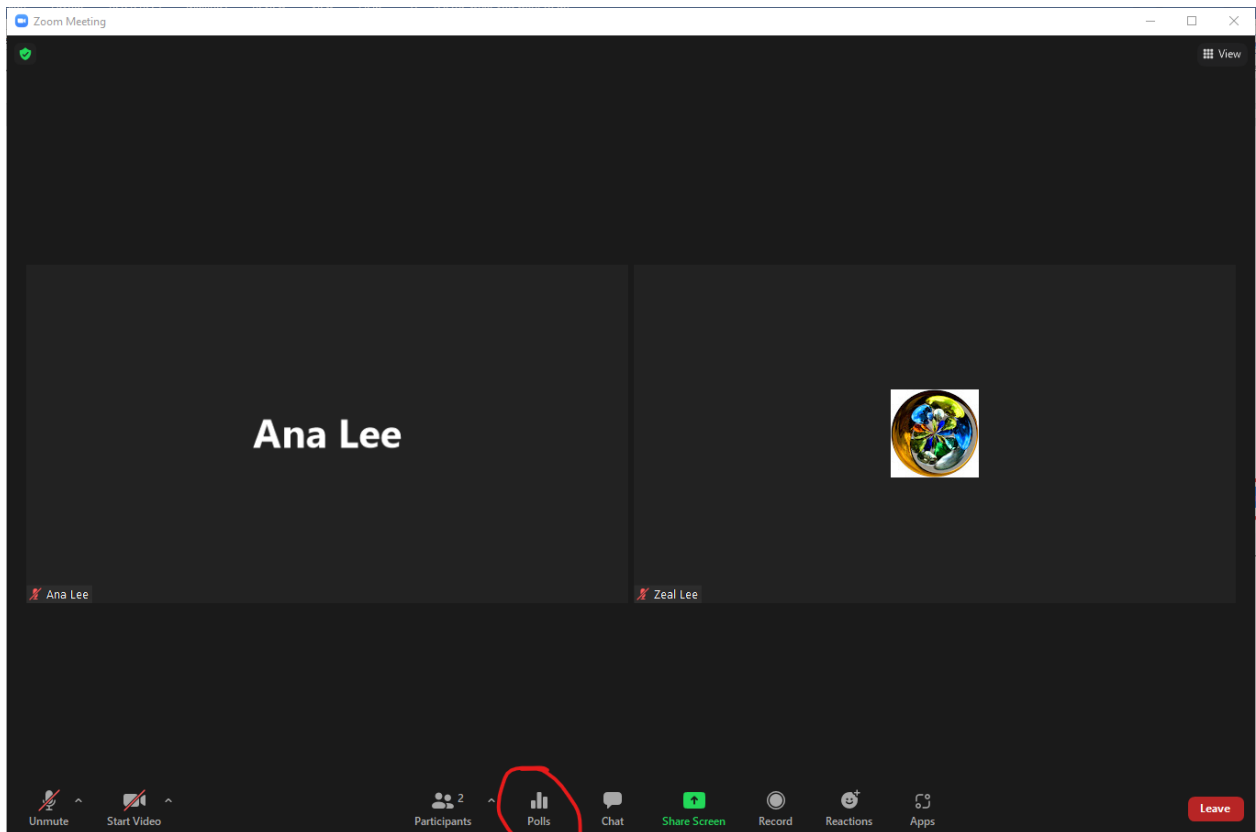 Zoom Meeting
View
Ana Lee
Ana Lee
Zeal Lee
2
Unmute
Start Video
Participants
Polls
Chat
Share Screen
Record
Reactions
Apps
Leave